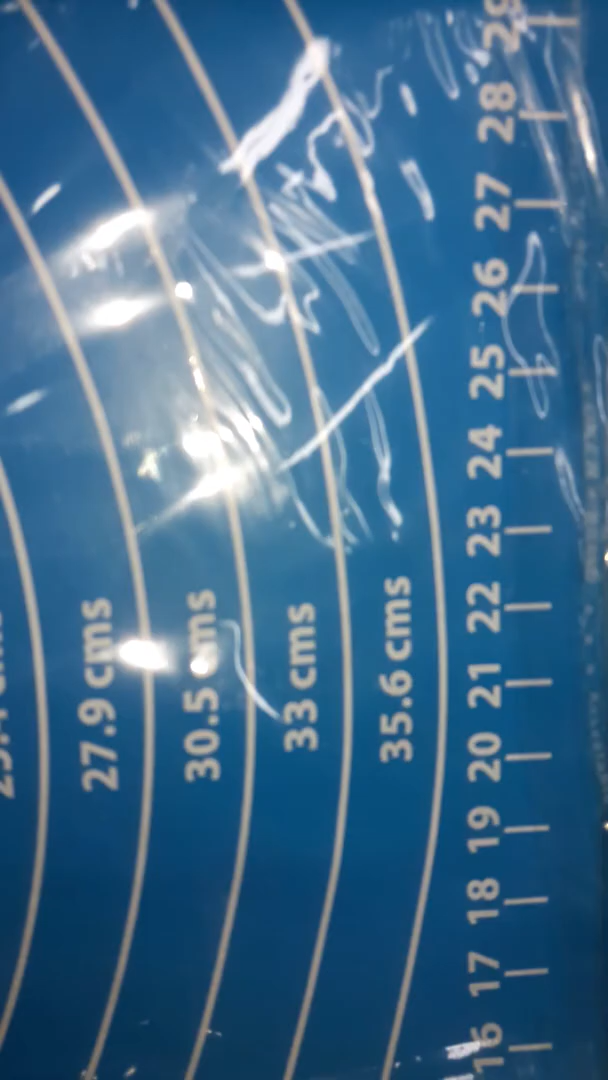 27.9 cms
30.5 cms
33 cms
35.6 cms
16 17 18 19 20 21 22 23 24 25 26 27 28 29